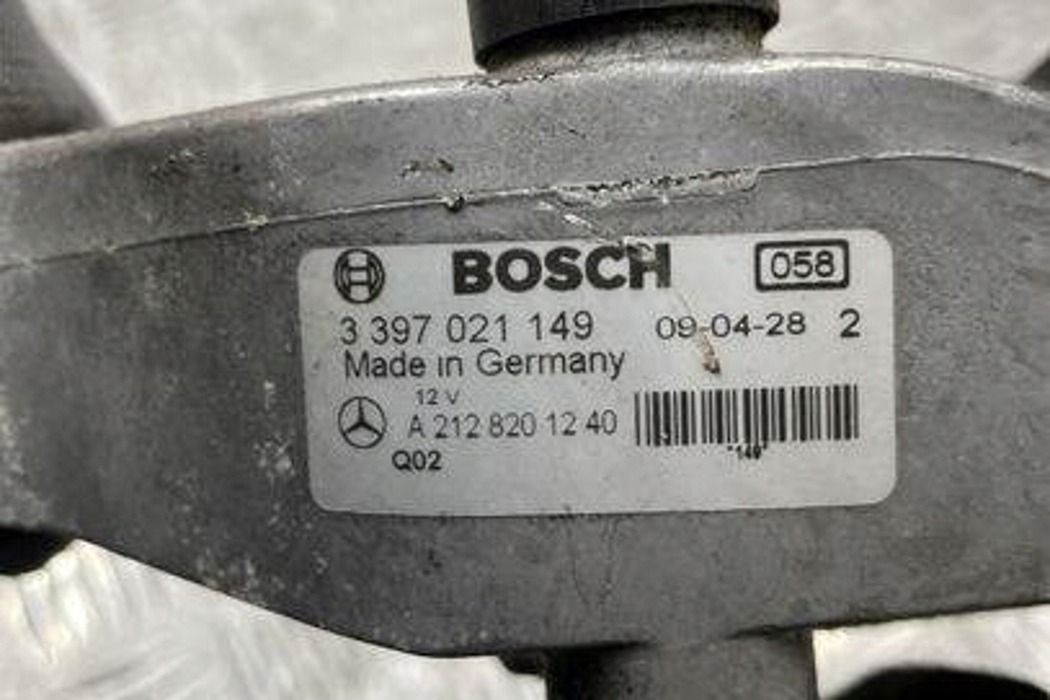 BOSCH 058
3 397 021 149 09-04-28 2
Made in Germany
12 V
A 212 820 12 40
*149*
Q02